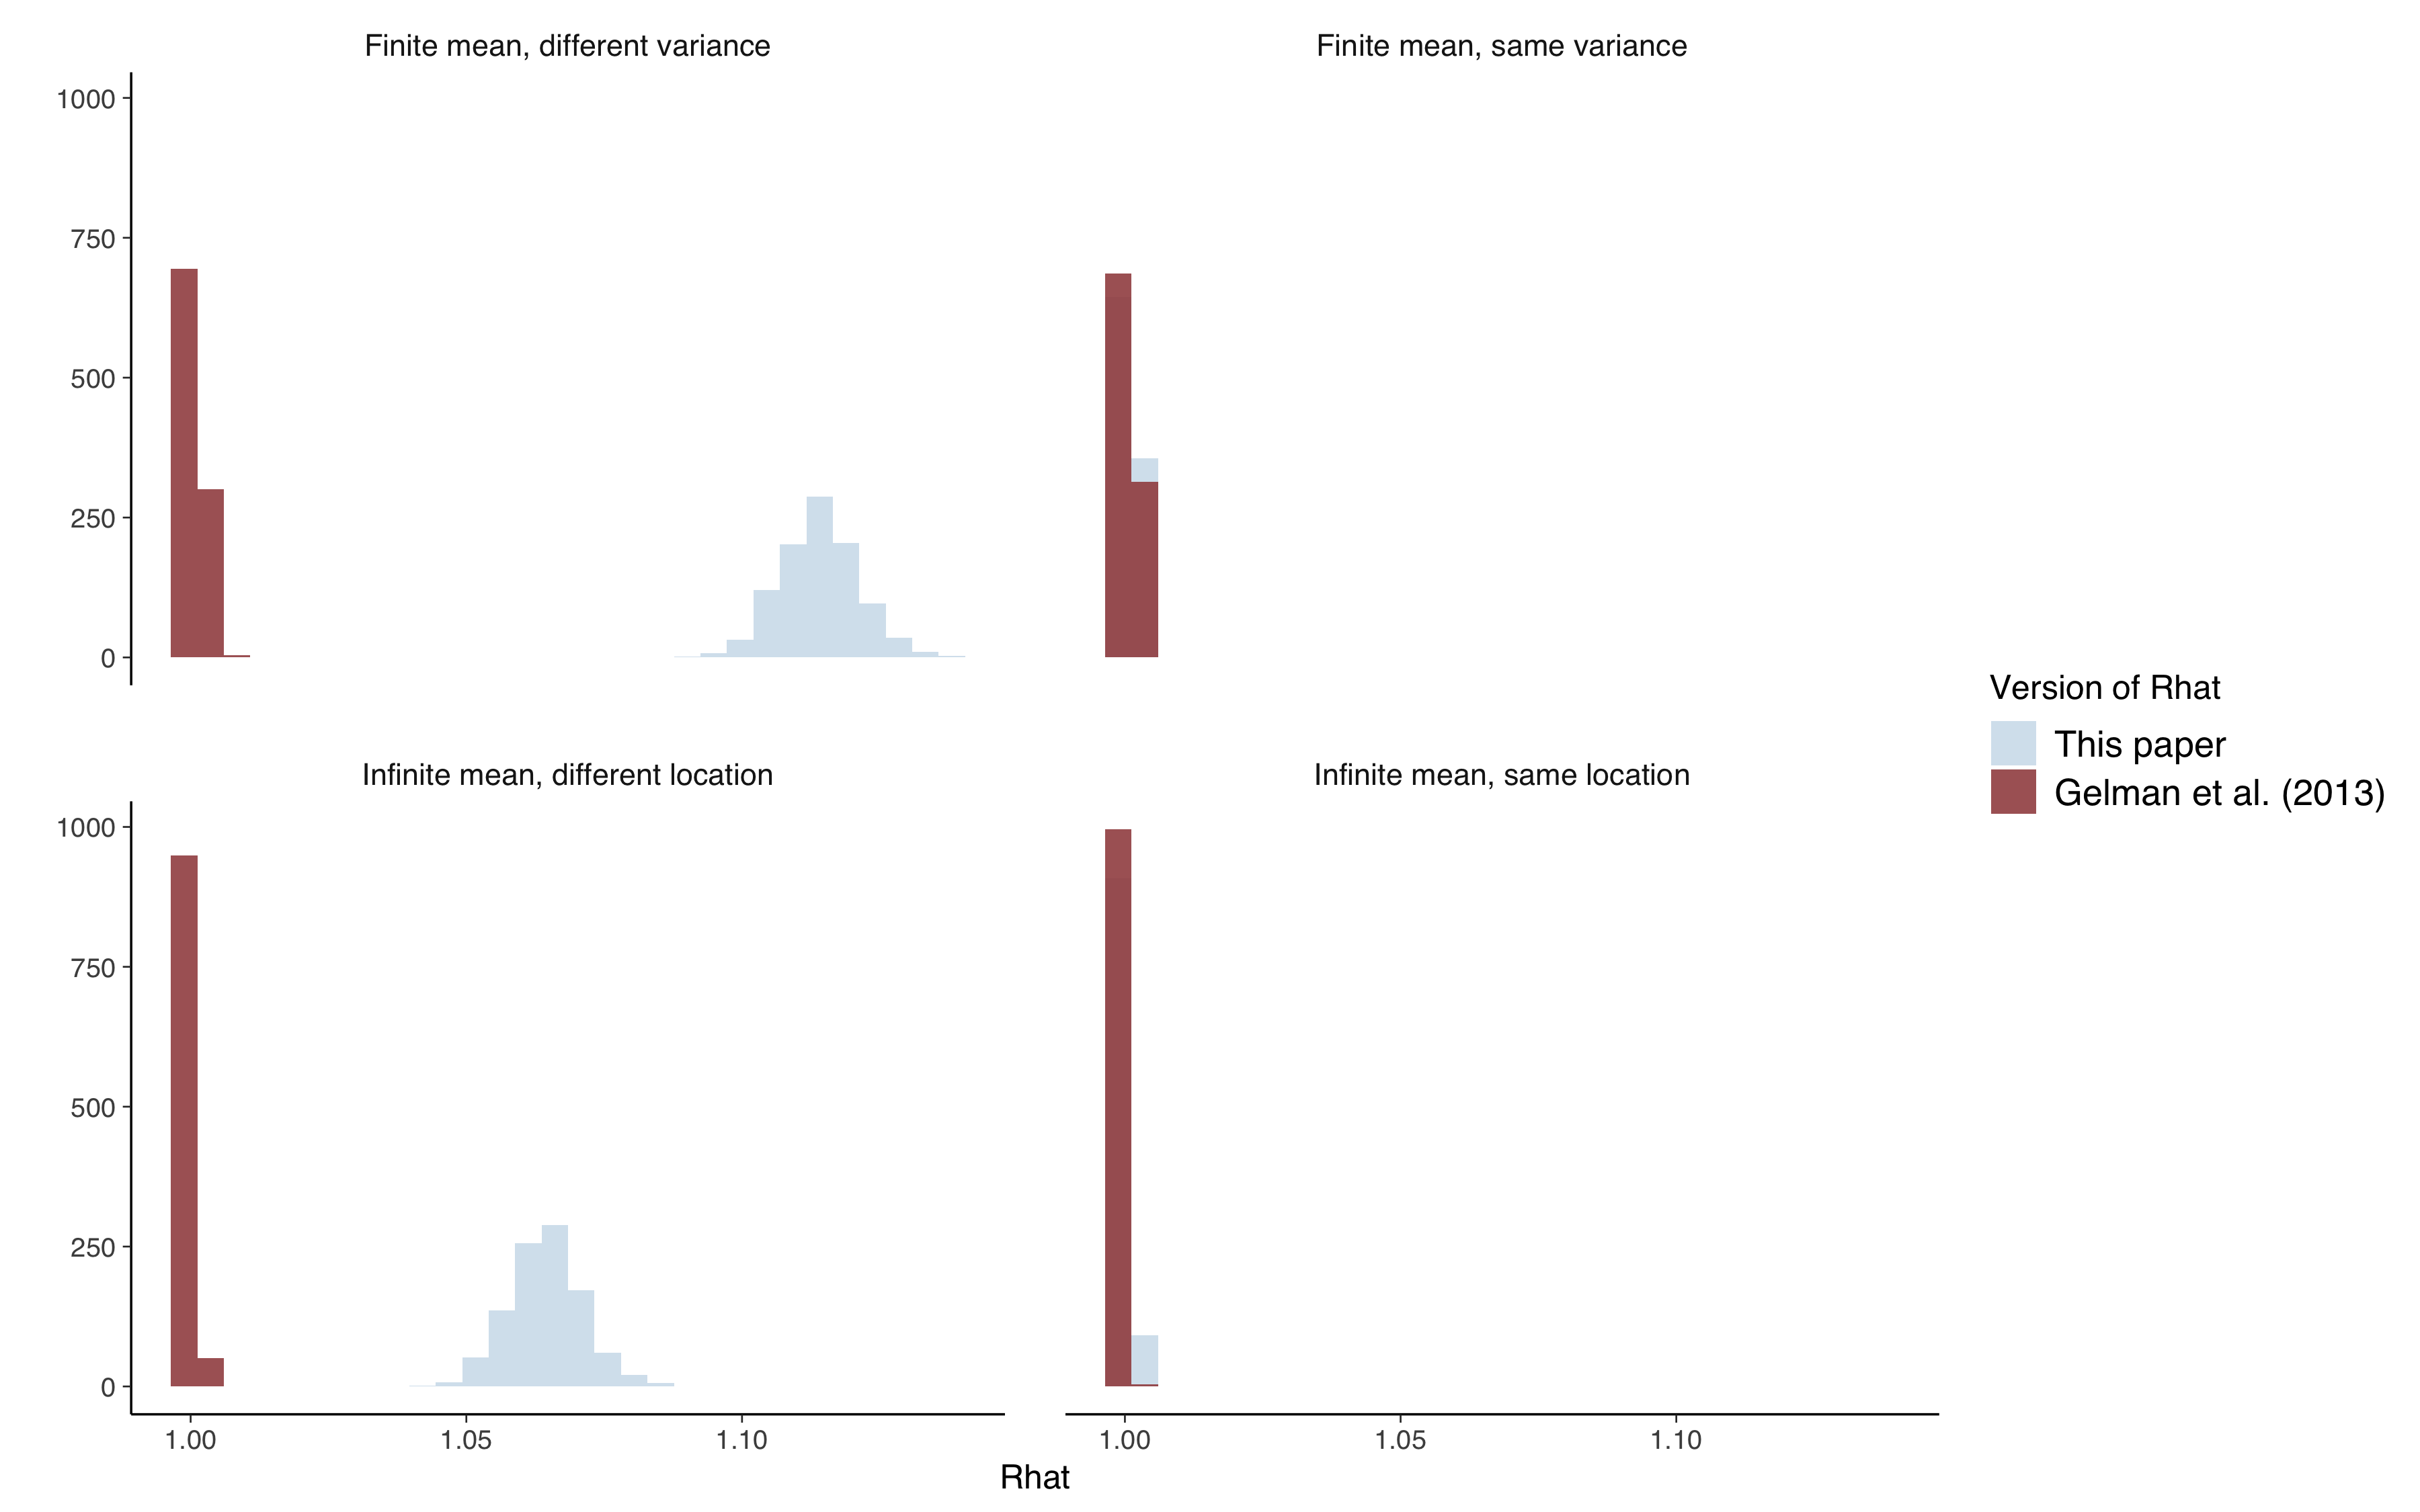 Finite mean, different variance
Finite mean, same variance
1000
750
500
250
0
Infinite mean, different location
Infinite mean, same location
1000
750
500
250
0
1.00 1.05 1.10
1.00 1.05 1.10
Rhat
Version of Rhat
This paper
Gelman et al. (2013)